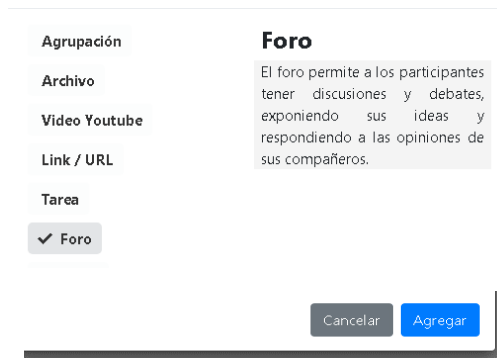 Agrupación
Archivo
Video Youtube
Link / URL
Tarea
Foro
Foro
El foro permite a los participantes
tener discusiones y debates,
exponiendo sus ideas y
respondiendo a las opiniones de
sus compañeros.
Cancelar
Agregar